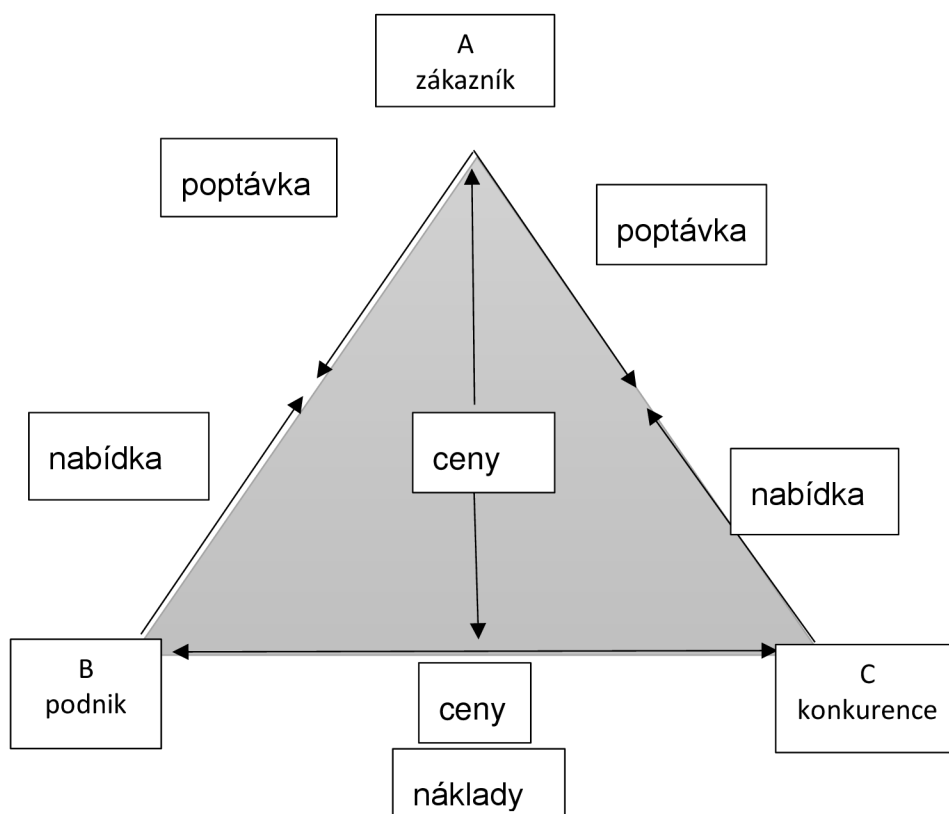 A
zákazník
poptávka
poptávka
nabídka
ceny
nabídka
B
podnik
ceny
C
konkurence
náklady